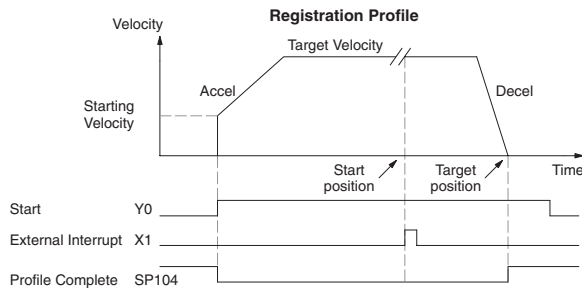 Registration Profile
Velocity
Target Velocity
Accel
Decel
Starting
Velocity
Start
position
Target
position
Time
Start Y0
External Interrupt X1
Profile Complete SP104